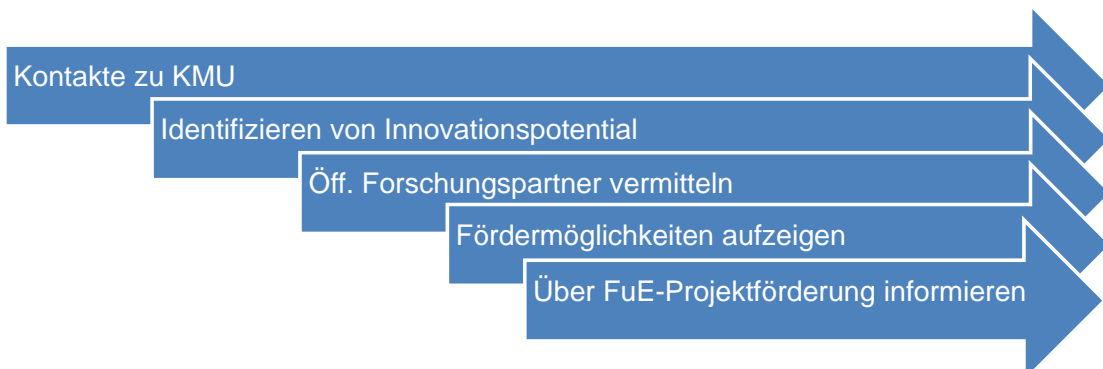 Kontakte zu KMU
Identifizieren von Innovationspotential
Öff. Forschungspartner vermitteln
Fördermöglichkeiten aufzeigen
Über FuE-Projektförderung informieren